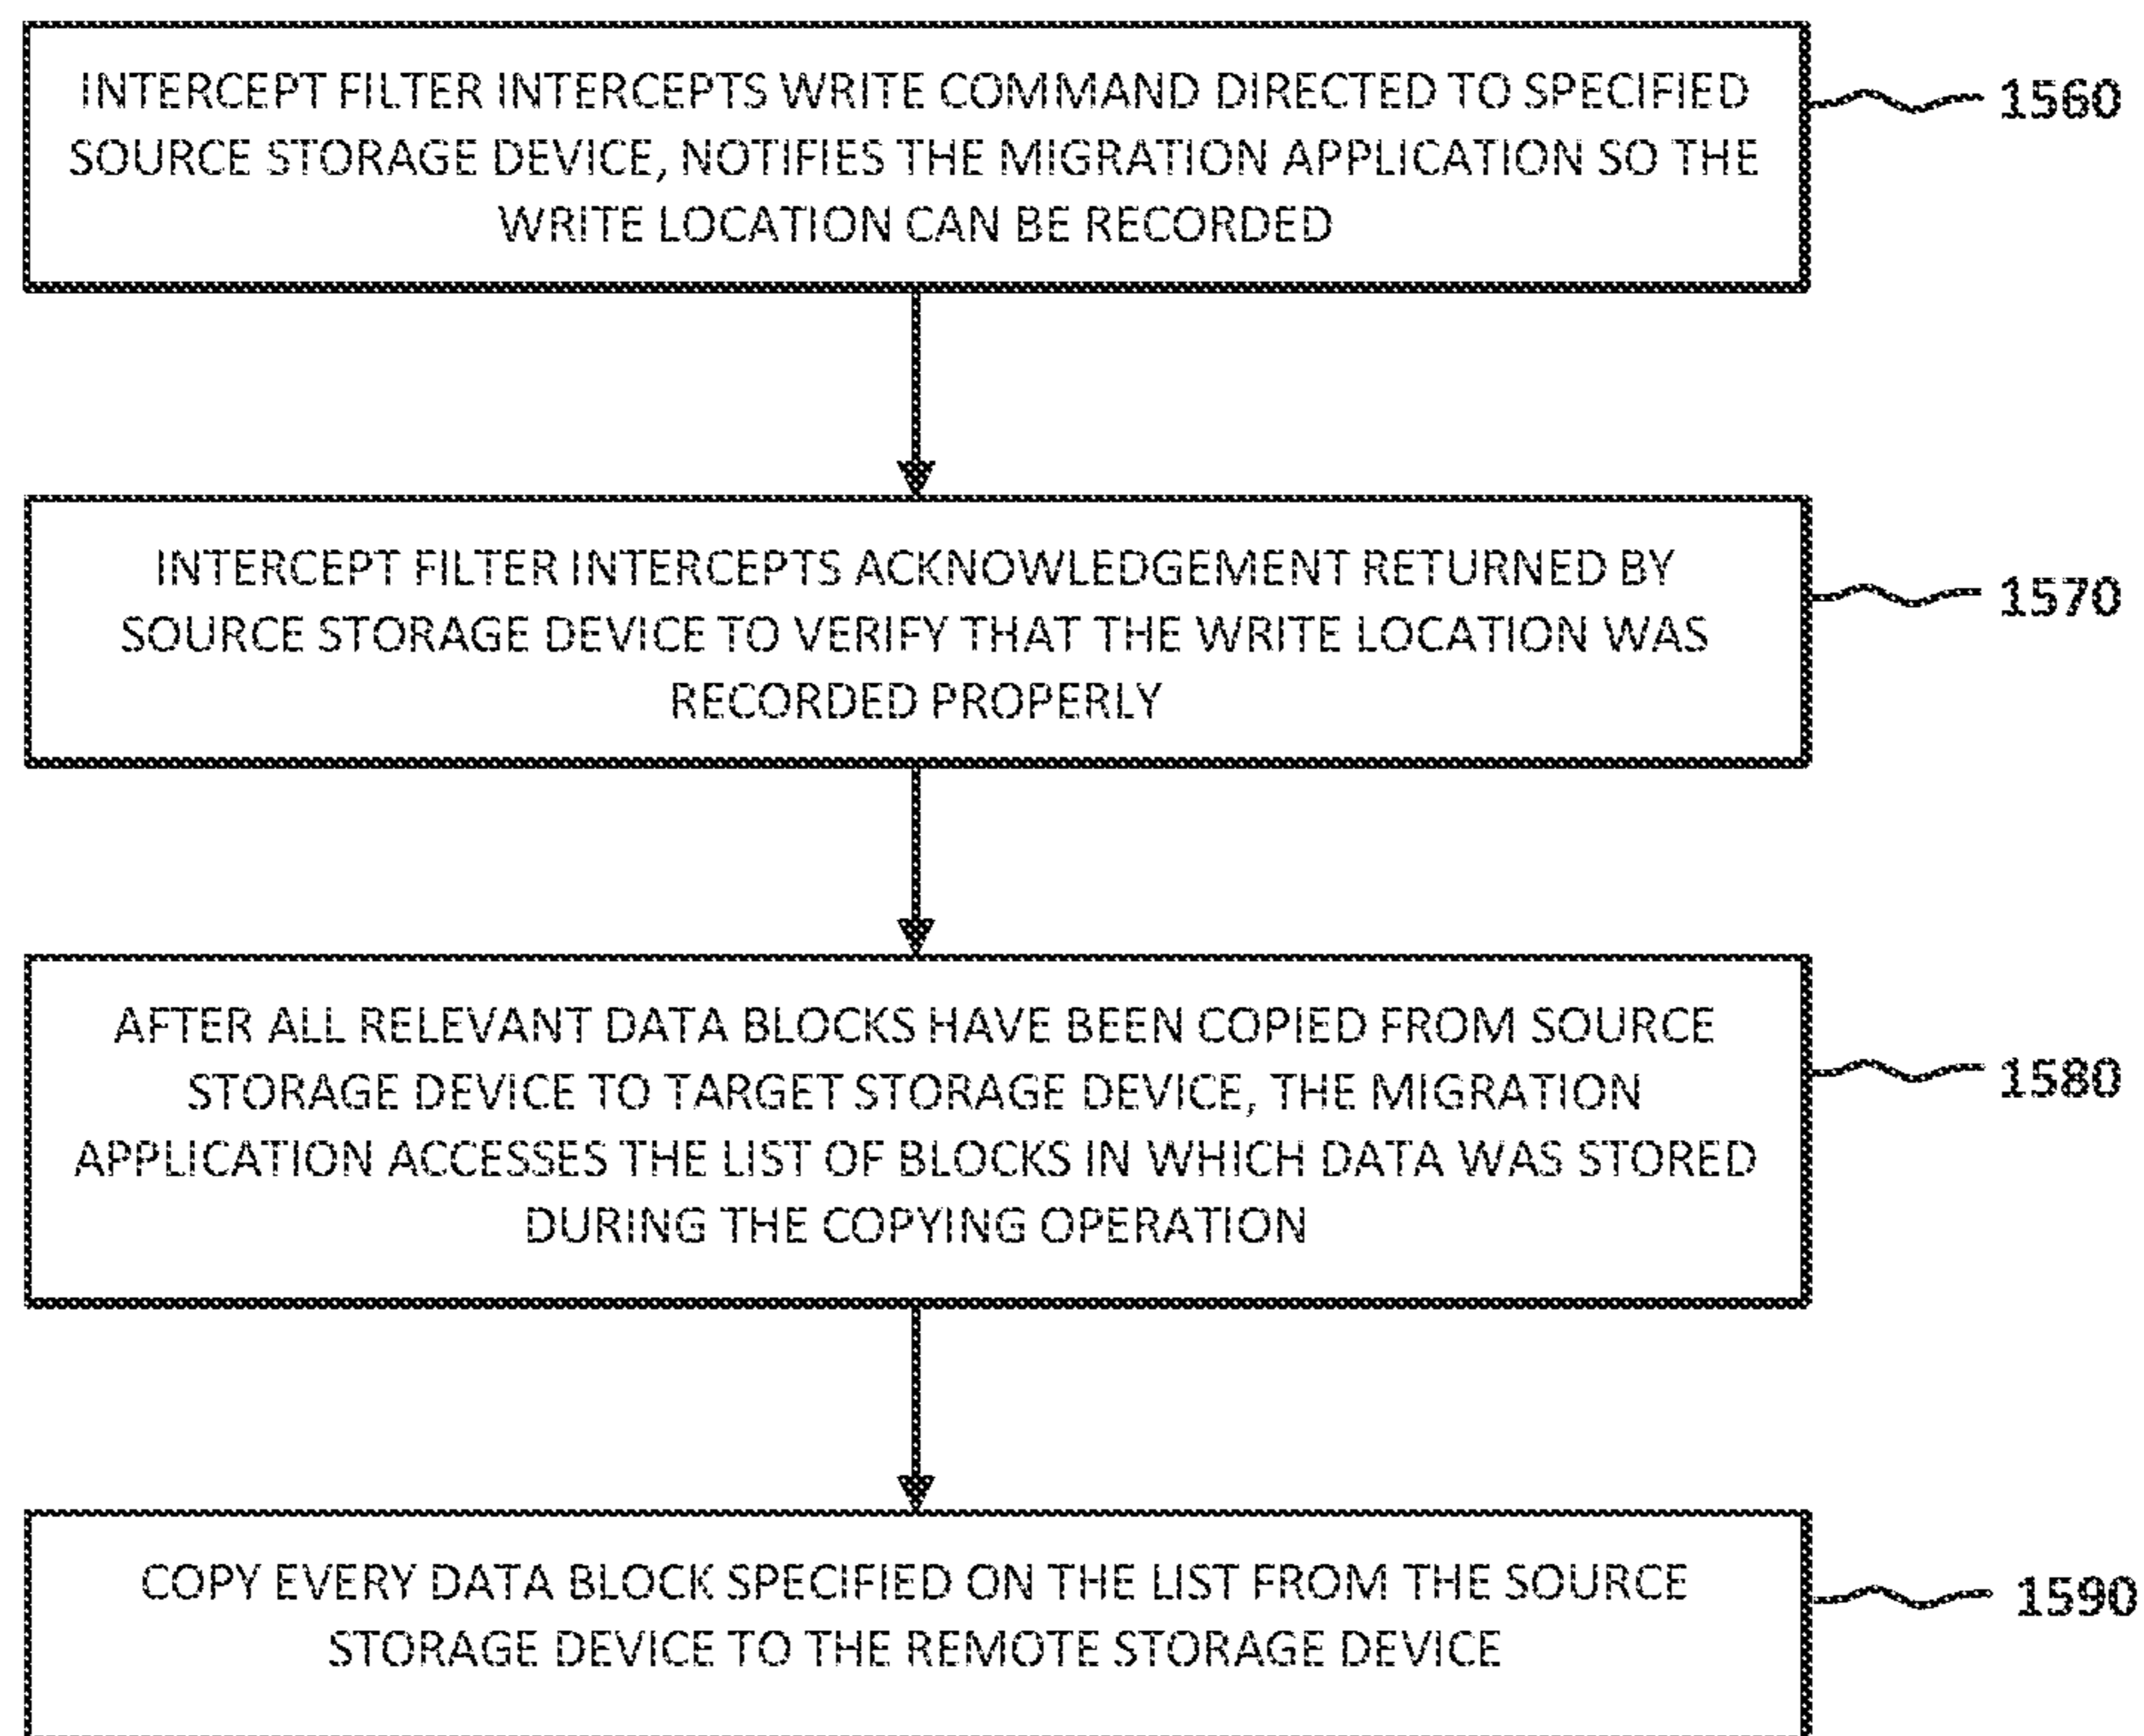 INTERCEPT FILTER INTERCEPTS WRITE COMMAND DIRECTED TO SPECIFIED
SOURCE STORAGE DEVICE, NOTIFIES THE MIGRATION APPLICATION SO THE
WRITE LOCATION CAN BE RECORDED
1560
INTERCEPT FILTER INTERCEPTS ACKNOWLEDGEMENT RETURNED BY
SOURCE STORAGE DEVICE TO VERIFY THAT THE WRITE LOCATION WAS
RECORDED PROPERLY
1570
AFTER ALL RELEVANT DATA BLOCKS HAVE BEEN COPIED FROM SOURCE
STORAGE DEVICE TO TARGET STORAGE DEVICE, THE MIGRATION
APPLICATION ACCESSES THE LIST OF BLOCKS IN WHICH DATA WAS STORED
DURING THE COPYING OPERATION
1580
COPY EVERY DATA BLOCK SPECIFIED ON THE LIST FROM THE SOURCE
STORAGE DEVICE TO THE REMOTE STORAGE DEVICE
1590